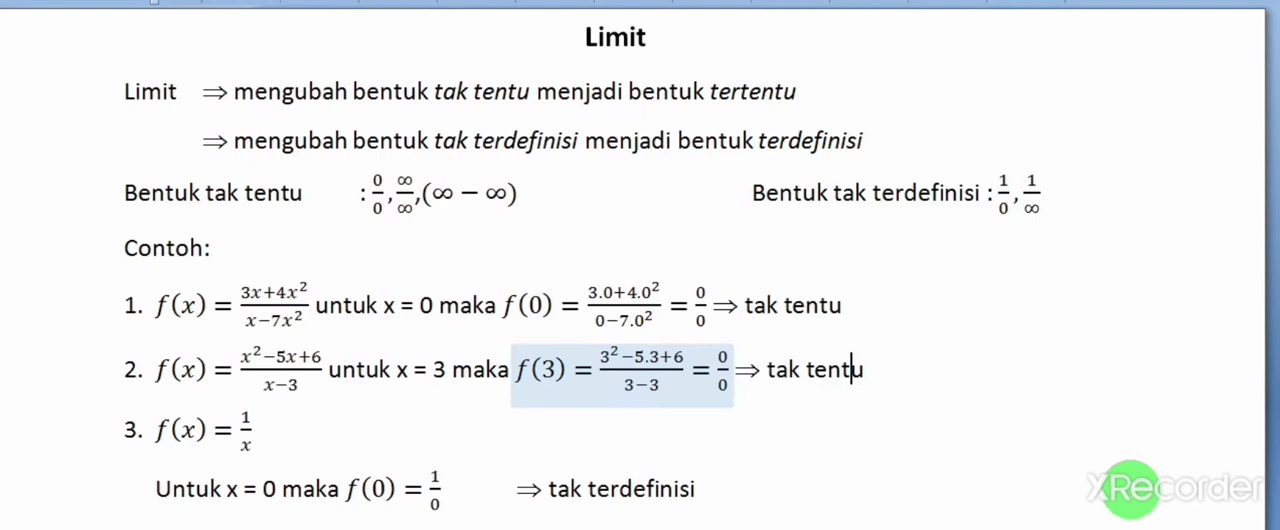 Limit
Limit ⇒ mengubah bentuk tak tentu menjadi bentuk tertentu
⇒ mengubah bentuk tak terdefinisi menjadi bentuk terdefinisi
Bentuk tak tentu : 0/0, ∞/∞, (∞ − ∞) Bentuk tak terdefinisi : 1/0, 1/∞
Contoh:
1. f(x) = (3x+4x²)/(x−7x²) untuk x = 0 maka f(0) = (3.0+4.0²)/(0−7.0²) = 0/0 ⇒ tak tentu
2. f(x) = (x²−5x+6)/(x−3) untuk x = 3 maka f(3) = (3²−5.3+6)/(3−3) = 0/0 ⇒ tak tentu
3. f(x) = 1/x
Untuk x = 0 maka f(0) = 1/0 ⇒ tak terdefinisi
XRecorder